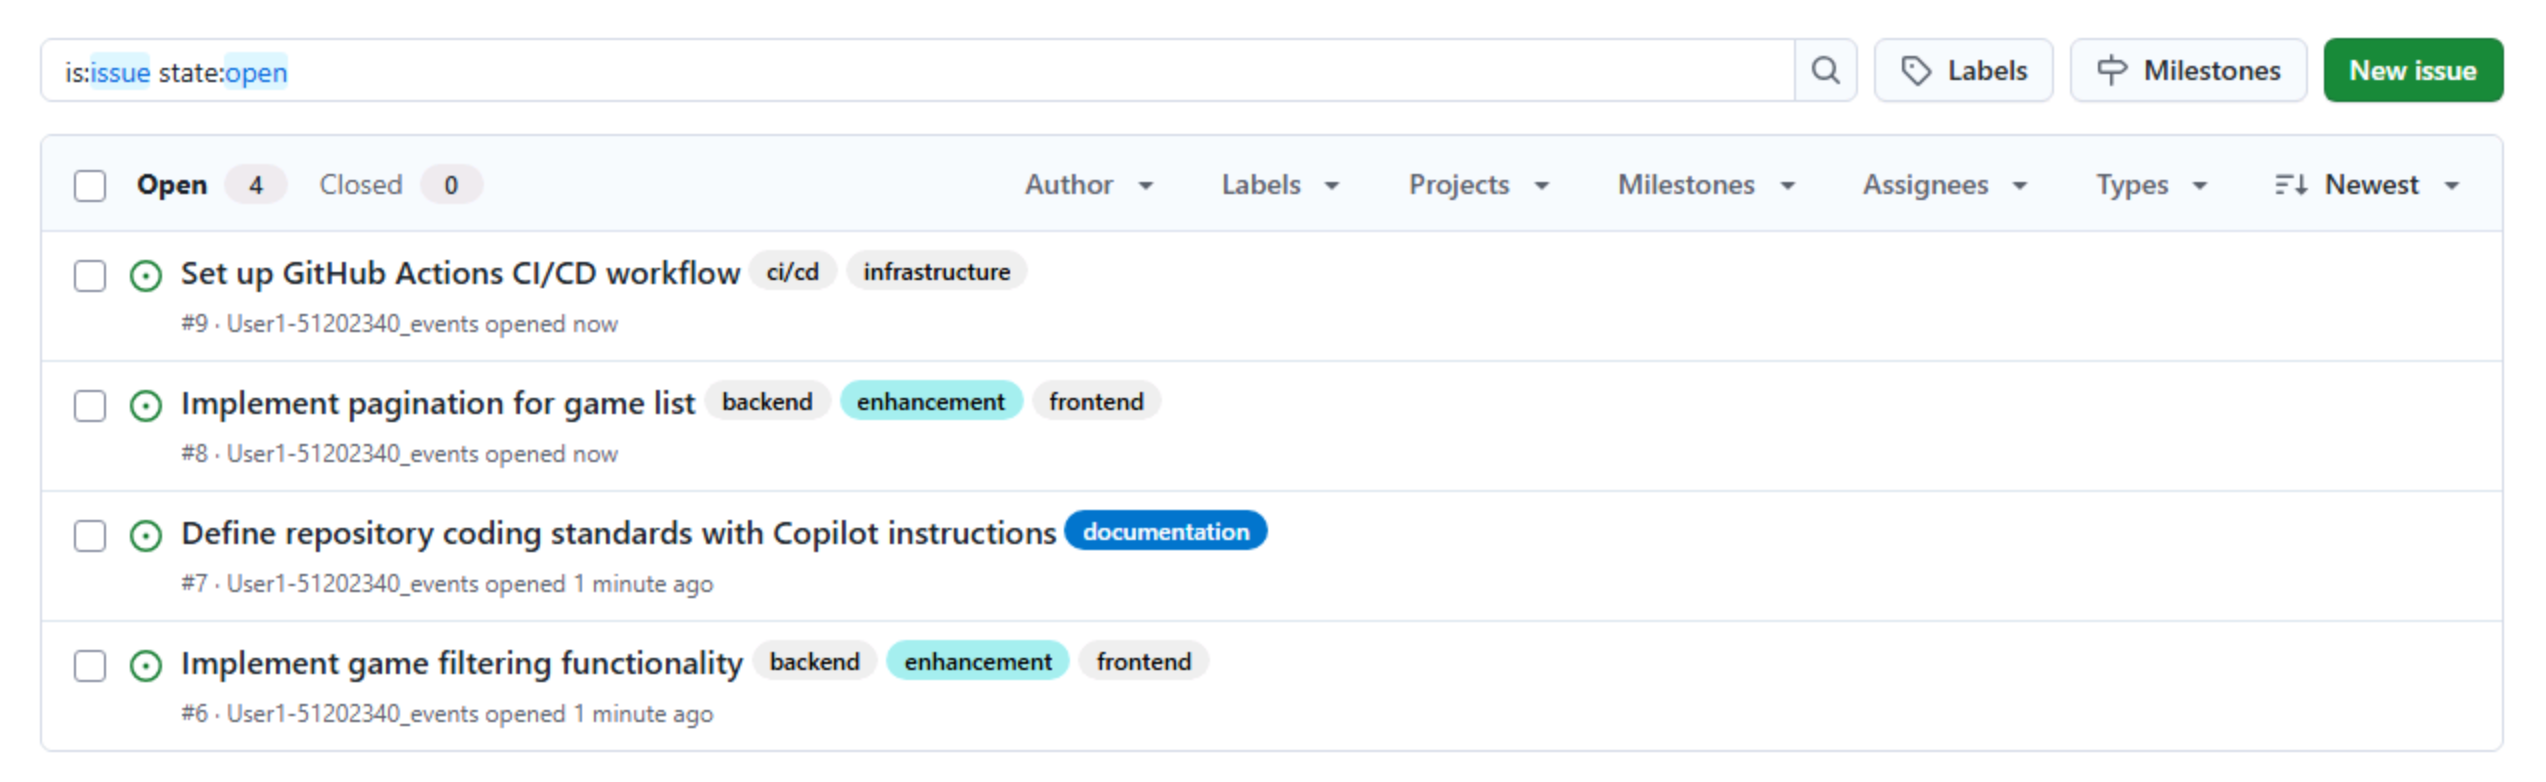 is:issue state:open
Labels
Milestones
New issue
Open 4 Closed 0 Author Labels Projects Milestones Assignees Types Newest
Set up GitHub Actions CI/CD workflow ci/cd infrastructure
#9 · User1-51202340_events opened now
Implement pagination for game list backend enhancement frontend
#8 · User1-51202340_events opened now
Define repository coding standards with Copilot instructions documentation
#7 · User1-51202340_events opened 1 minute ago
Implement game filtering functionality backend enhancement frontend
#6 · User1-51202340_events opened 1 minute ago